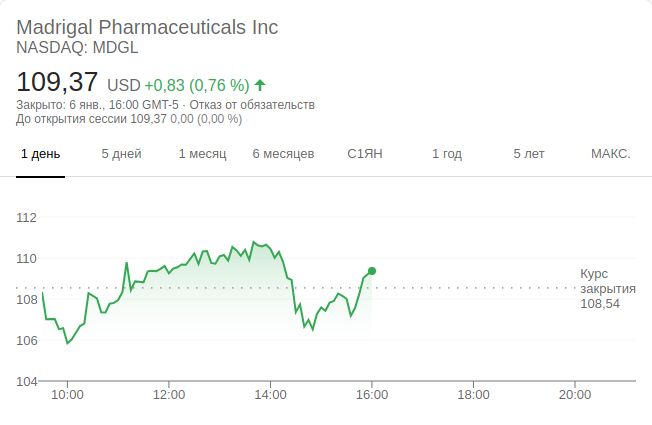 Madrigal Pharmaceuticals Inc
NASDAQ: MDGL
109,37 USD +0,83 (0,76 %)
Закрыто: 6 янв., 16:00 GMT-5 · Отказ от обязательств
До открытия сессии 109,37 0,00 (0,00 %)
1 день 5 дней 1 месяц 6 месяцев С1ЯН 1 год 5 лет МАКС.
112
110
108
106
104
Курс
закрытия
108,54
10:00 12:00 14:00 16:00 18:00 20:00